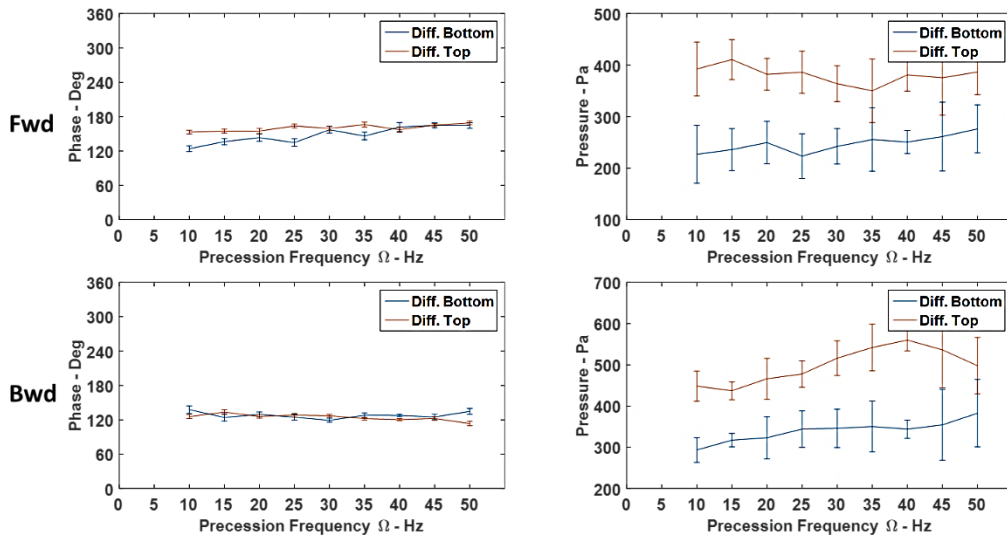 Fwd
Phase - Deg
360
300
240
180
120
60
0
0 5 10 15 20 25 30 35 40 45 50
Precession Frequency Ω - Hz
Diff. Bottom
Diff. Top
Pressure - Pa
500
400
300
200
100
0 5 10 15 20 25 30 35 40 45 50
Precession Frequency Ω - Hz
Diff. Bottom
Diff. Top
Bwd
Phase - Deg
360
300
240
180
120
60
0
0 5 10 15 20 25 30 35 40 45 50
Precession Frequency Ω - Hz
Diff. Bottom
Diff. Top
Pressure - Pa
700
600
500
400
300
200
0 5 10 15 20 25 30 35 40 45 50
Precession Frequency Ω - Hz
Diff. Bottom
Diff. Top